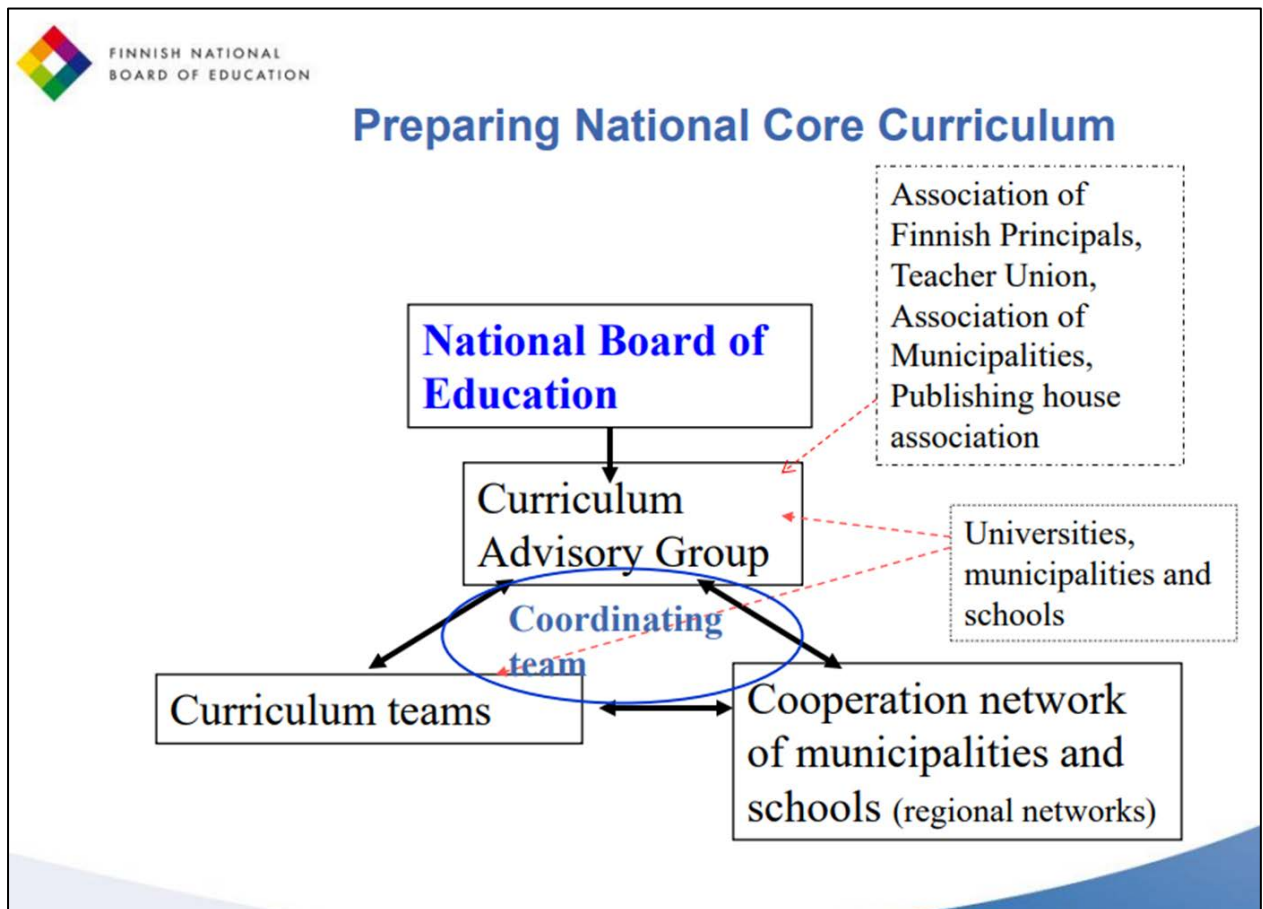 FINNISH NATIONAL
BOARD OF EDUCATION
Preparing National Core Curriculum
Association of
Finnish Principals,
Teacher Union,
Association of
Municipalities,
Publishing house
association
National Board of
Education
Curriculum
Advisory Group
Universities,
municipalities and
schools
Coordinating
team
Curriculum teams
Cooperation network
of municipalities and
schools (regional networks)